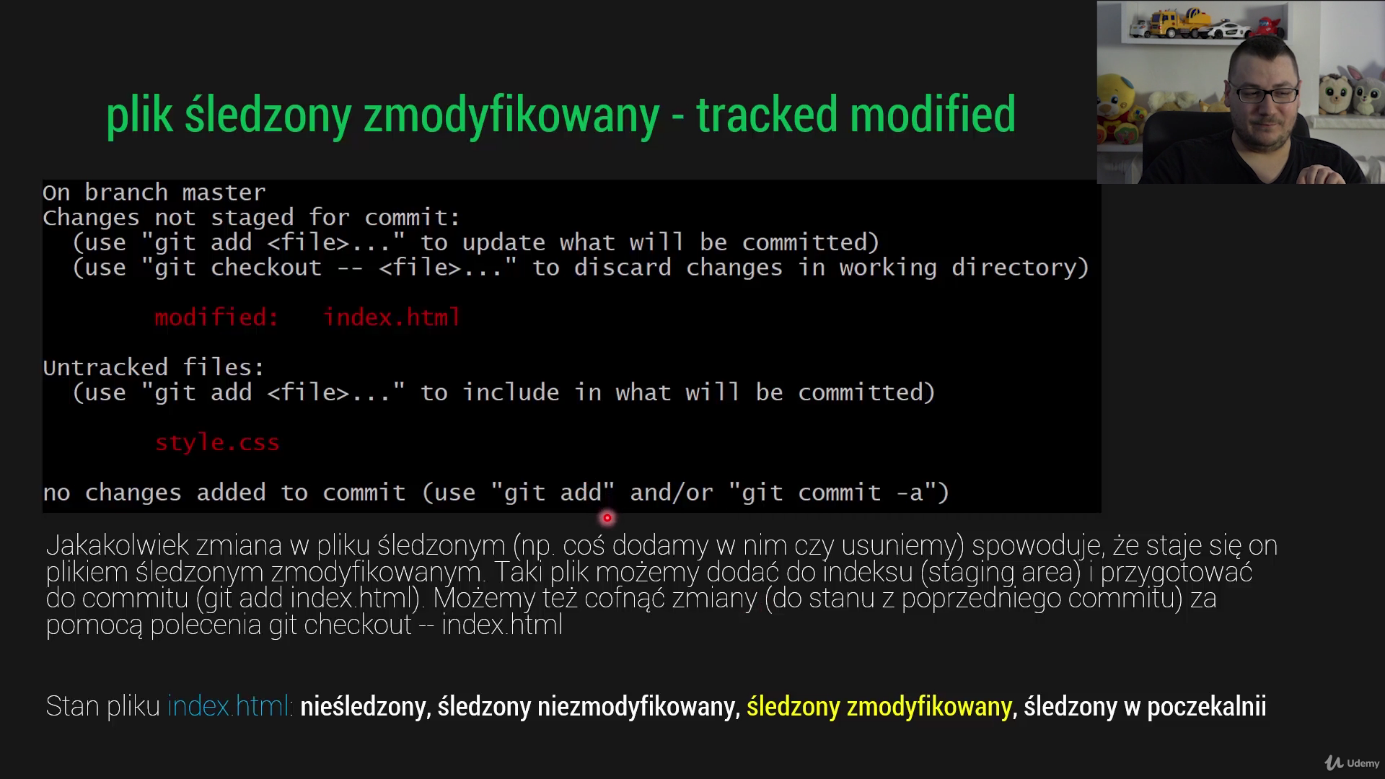 plik śledzony zmodyfikowany - tracked modified
On branch master
Changes not staged for commit:
(use "git add <file>..." to update what will be committed)
(use "git checkout -- <file>..." to discard changes in working directory)
modified: index.html
Untracked files:
(use "git add <file>..." to include in what will be committed)
style.css
no changes added to commit (use "git add" and/or "git commit -a")
Jakakolwiek zmiana w pliku śledzonym (np. coś dodamy w nim czy usuniemy) spowoduje, że staje się on
plikiem śledzonym zmodyfikowanym. Taki plik możemy dodać do indeksu (staging area) i przygotować
do commitu (git add index.html). Możemy też cofnąć zmiany (do stanu z poprzedniego commitu) za
pomocą polecenia git checkout -- index.html
Stan pliku index.html: nieśledzony, śledzony niezmodyfikowany, śledzony zmodyfikowany, śledzony w poczekalnii
Udemy